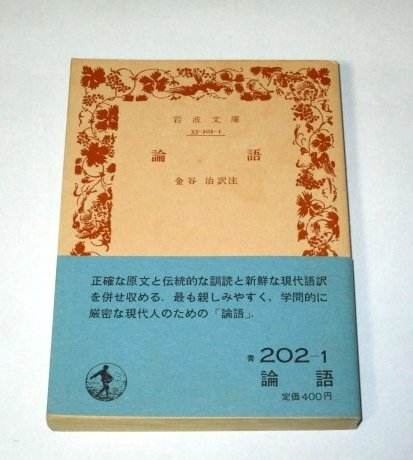 岩波文庫
33-202-1
論語
金谷 治訳注
正確な原文と伝統的な訓読と新鮮な現代語訳
を併せ収める．最も親しみやすく，学問的に
厳密な現代人のための「論語」．
青 202-1
論語
定価400円